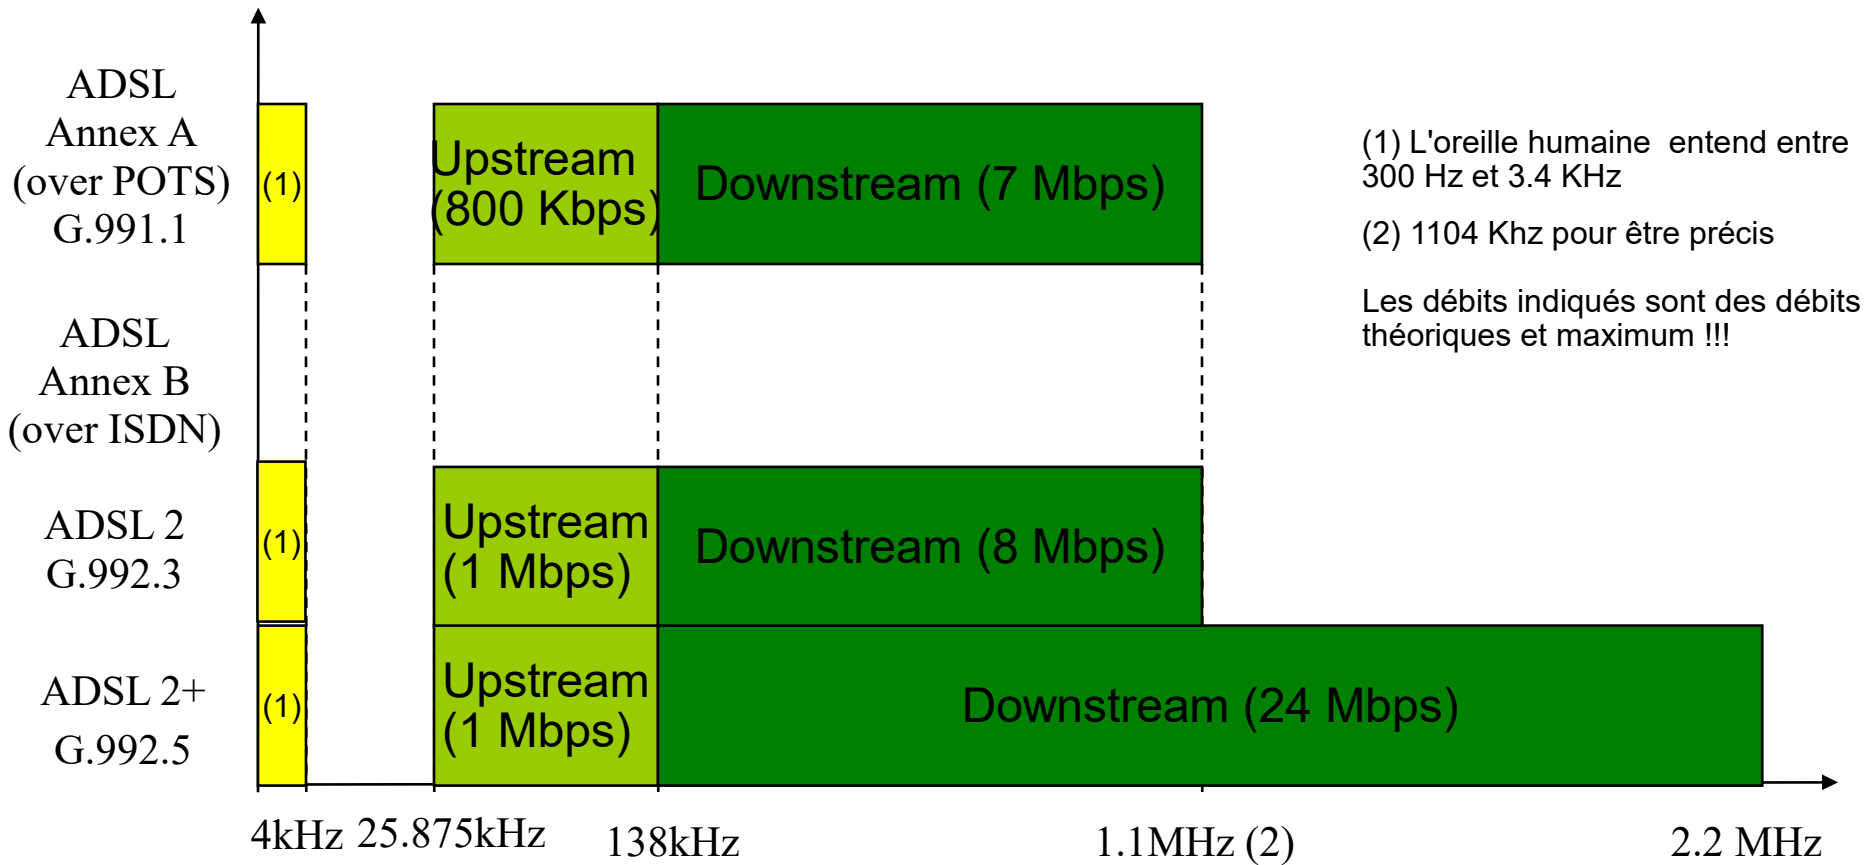 ADSL
Annex A
(over POTS)
G.991.1
(1)
Upstream
(800 Kbps)
Downstream (7 Mbps)
(1) L'oreille humaine entend entre
300 Hz et 3.4 KHz
(2) 1104 Khz pour être précis
Les débits indiqués sont des débits
théoriques et maximum !!!
ADSL
Annex B
(over ISDN)
ADSL 2
G.992.3
(1)
Upstream
(1 Mbps)
Downstream (8 Mbps)
ADSL 2+
G.992.5
(1)
Upstream
(1 Mbps)
Downstream (24 Mbps)
4kHz 25.875kHz 138kHz 1.1MHz (2) 2.2 MHz